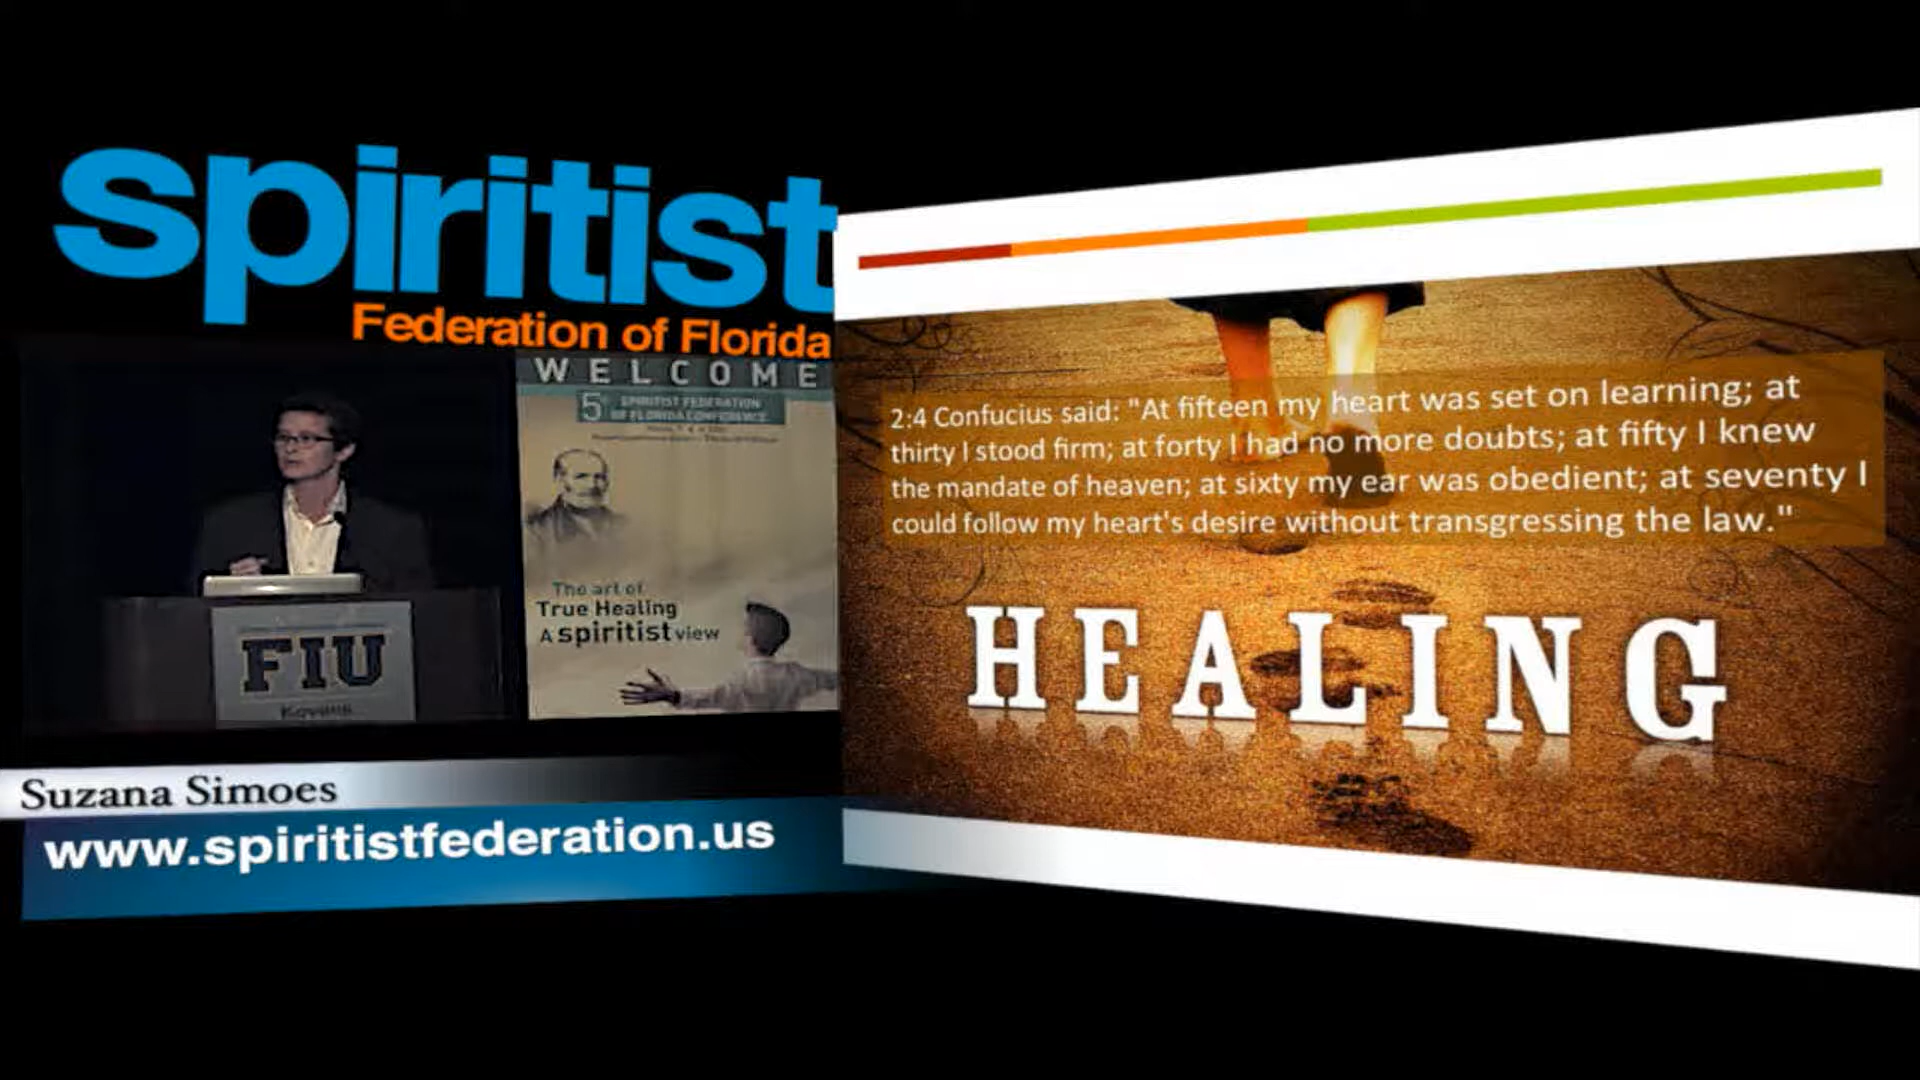 spiritist
Federation of Florida
WELCOME
5th SPIRITIST FEDERATION
OF FLORIDA CONFERENCE
The art of
True Healing
A spiritist view
FIU
Kovens
Suzana Simoes
www.spiritistfederation.us
2:4 Confucius said: "At fifteen my heart was set on learning; at
thirty I stood firm; at forty I had no more doubts; at fifty I knew
the mandate of heaven; at sixty my ear was obedient; at seventy I
could follow my heart's desire without transgressing the law."
HEALING